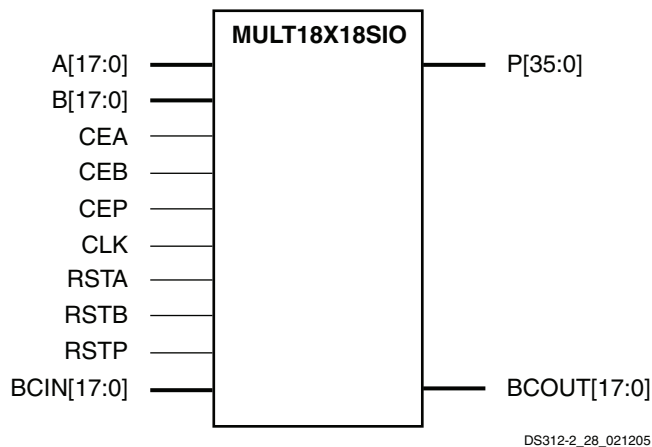 MULT18X18SIO
A[17:0]
P[35:0]
B[17:0]
CEA
CEB
CEP
CLK
RSTA
RSTB
RSTP
BCIN[17:0]
BCOUT[17:0]
DS312-2_28_021205